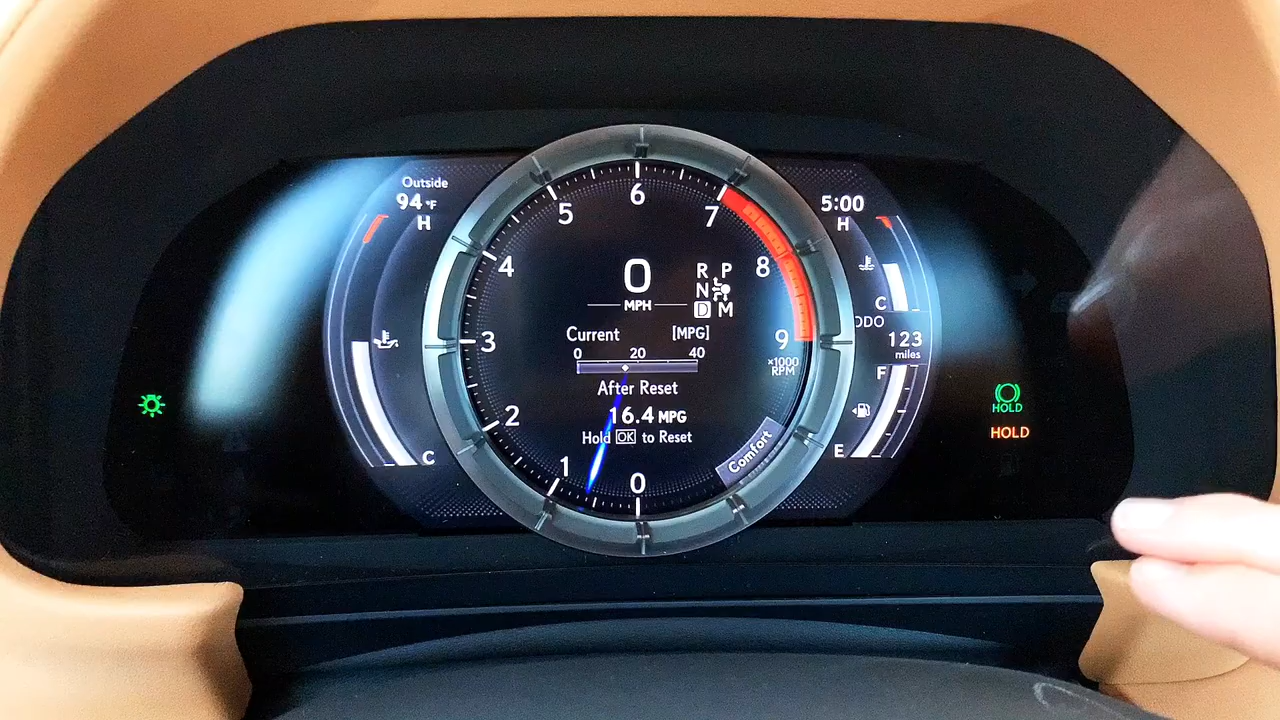 Outside
94 °F
H
C
6
5
7
4
8
3
9
2
1
0
×1000
RPM
0
MPH
R P
N
D M
Current [MPG]
0 20 40
After Reset
16.4 MPG
Hold OK to Reset
Comfort
5:00
H
C
ODO
123
miles
F
E
HOLD
HOLD